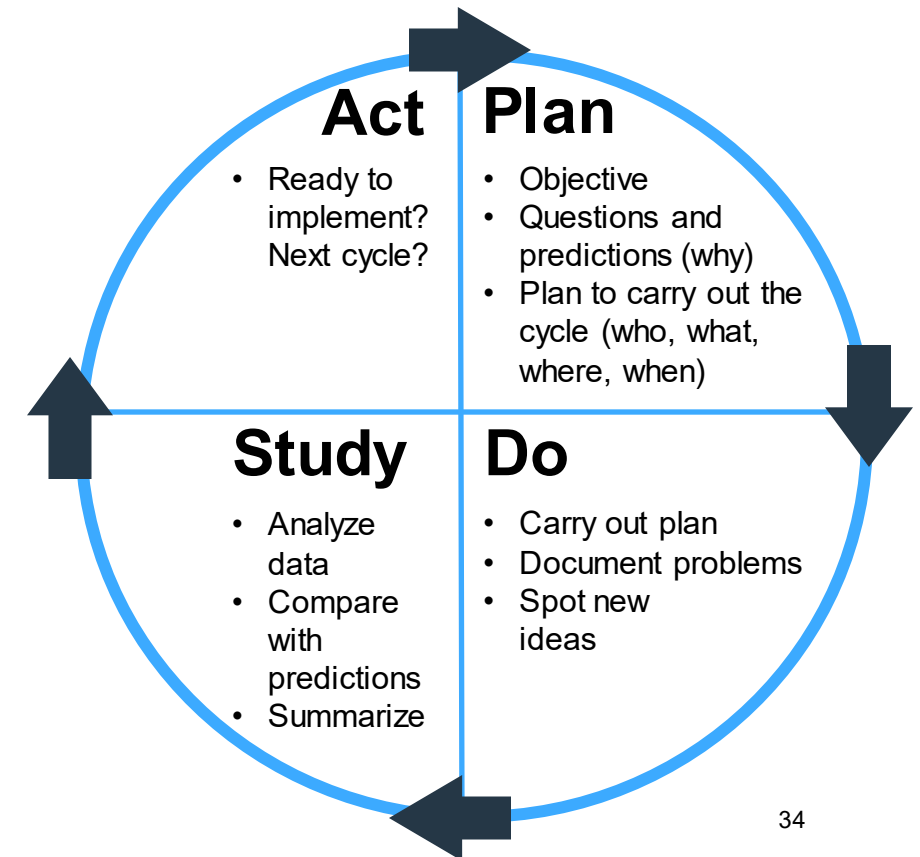 Act
• Ready to
implement?
Next cycle?
Plan
• Objective
• Questions and
predictions (why)
• Plan to carry out the
cycle (who, what,
where, when)
Study
• Analyze
data
• Compare
with
predictions
• Summarize
Do
• Carry out plan
• Document problems
• Spot new
ideas
34